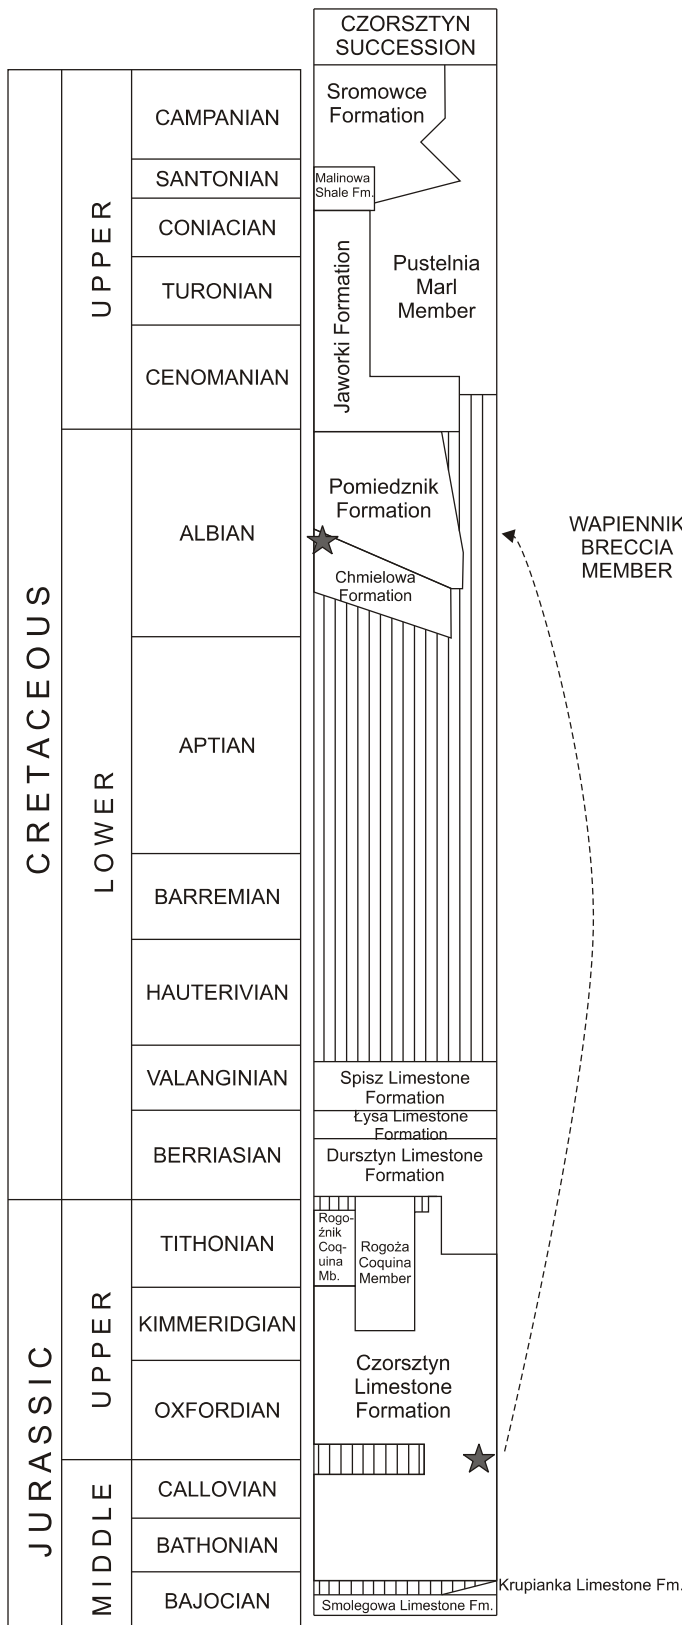 CZORSZTYN
SUCCESSION
CRETACEOUS
UPPER
CAMPANIAN
SANTONIAN
CONIACIAN
TURONIAN
CENOMANIAN
LOWER
ALBIAN
APTIAN
BARREMIAN
HAUTERIVIAN
VALANGINIAN
BERRIASIAN
JURASSIC
UPPER
TITHONIAN
KIMMERIDGIAN
OXFORDIAN
MIDDLE
CALLOVIAN
BATHONIAN
BAJOCIAN
Sromowce
Formation
Malinowa
Shale Fm.
Jaworki Formation
Pustelnia
Marl
Member
Pomiedznik
Formation
Chmielowa
Formation
WAPIENNIK
BRECCIA
MEMBER
Spisz Limestone
Formation
Łysa Limestone
Formation
Dursztyn Limestone
Formation
Rogo-
źnik
Coq-
uina
Mb.
Rogoża
Coquina
Member
Czorsztyn
Limestone
Formation
Krupianka Limestone Fm.
Smolegowa Limestone Fm.